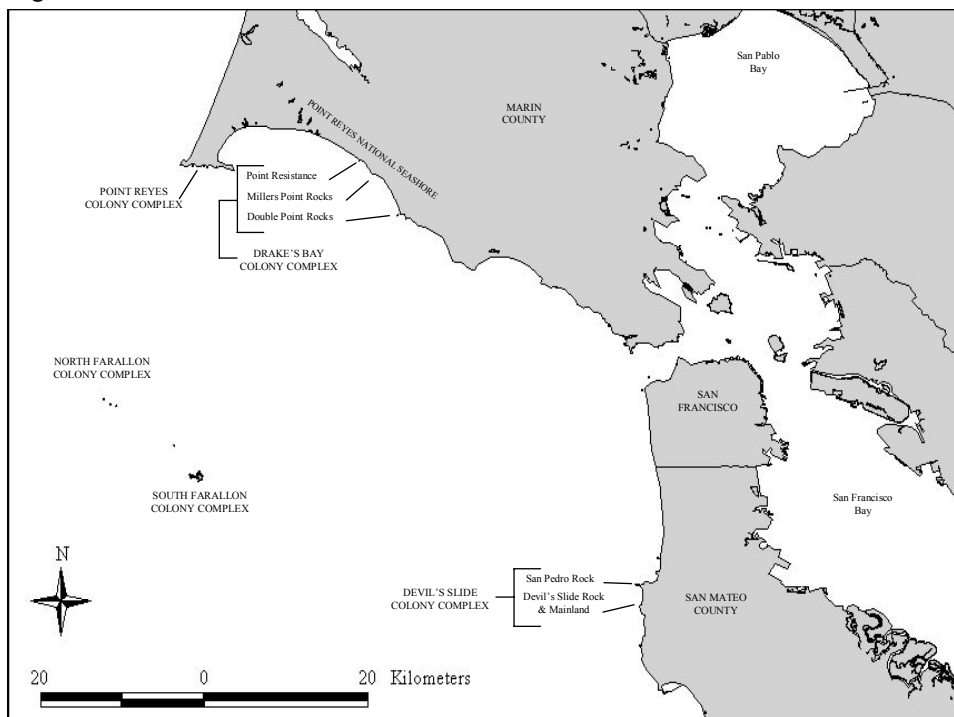 San Pablo
Bay
MARIN
COUNTY
POINT REYES NATIONAL SEASHORE
Point Resistance
Millers Point Rocks
Double Point Rocks
POINT REYES
COLONY COMPLEX
DRAKE'S BAY
COLONY COMPLEX
NORTH FARALLON
COLONY COMPLEX
SAN
FRANCISCO
SOUTH FARALLON
COLONY COMPLEX
San Francisco
Bay
N
DEVIL'S SLIDE
COLONY COMPLEX
San Pedro Rock
Devil's Slide Rock
& Mainland
SAN MATEO
COUNTY
20 0 20 Kilometers